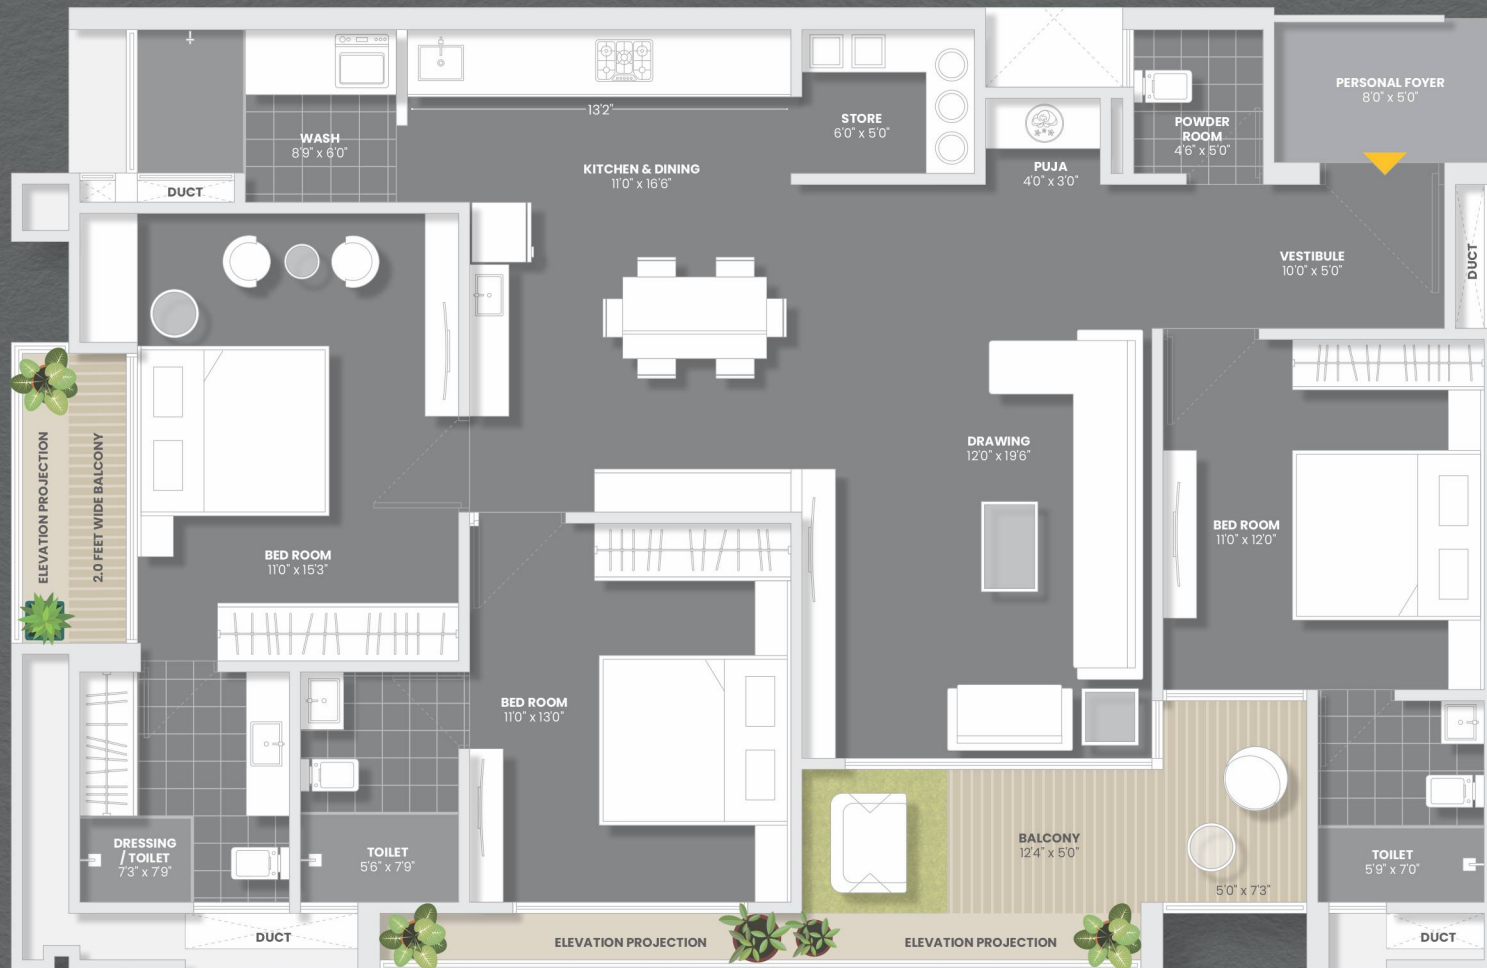 PERSONAL FOYER
8'0" x 5'0"
POWDER
ROOM
4'6" x 5'0"
STORE
6'0" x 5'0"
13'2"
WASH
8'9" x 6'0"
KITCHEN & DINING
11'0" x 16'6"
PUJA
4'0" x 3'0"
DUCT
VESTIBULE
10'0" x 5'0"
DUCT
DRAWING
12'0" x 19'6"
ELEVATION PROJECTION
2.0 FEET WIDE BALCONY
BED ROOM
11'0" x 15'3"
BED ROOM
11'0" x 12'0"
BED ROOM
11'0" x 13'0"
DRESSING
/ TOILET
7'3" x 7'9"
TOILET
5'6" x 7'9"
BALCONY
12'4" x 5'0"
5'0" x 7'3"
TOILET
5'9" x 7'0"
DUCT
ELEVATION PROJECTION
ELEVATION PROJECTION
DUCT